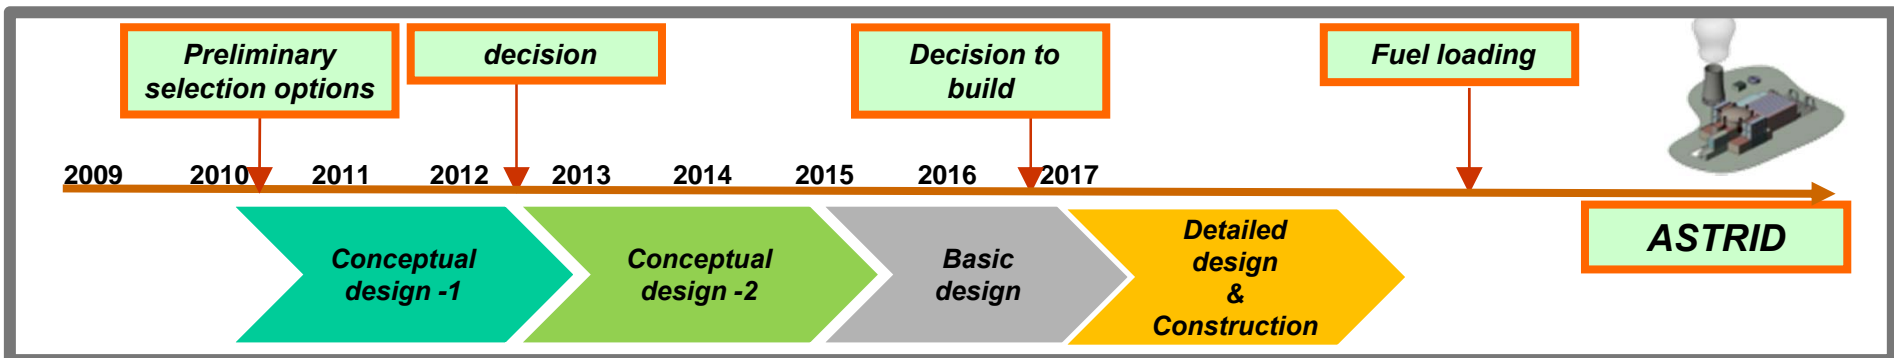 Preliminary
selection options
decision
Decision to
build
Fuel loading
2009 2010 2011 2012 2013 2014 2015 2016 2017
ASTRID
Conceptual
design -1
Conceptual
design -2
Basic
design
Detailed
design
&
Construction